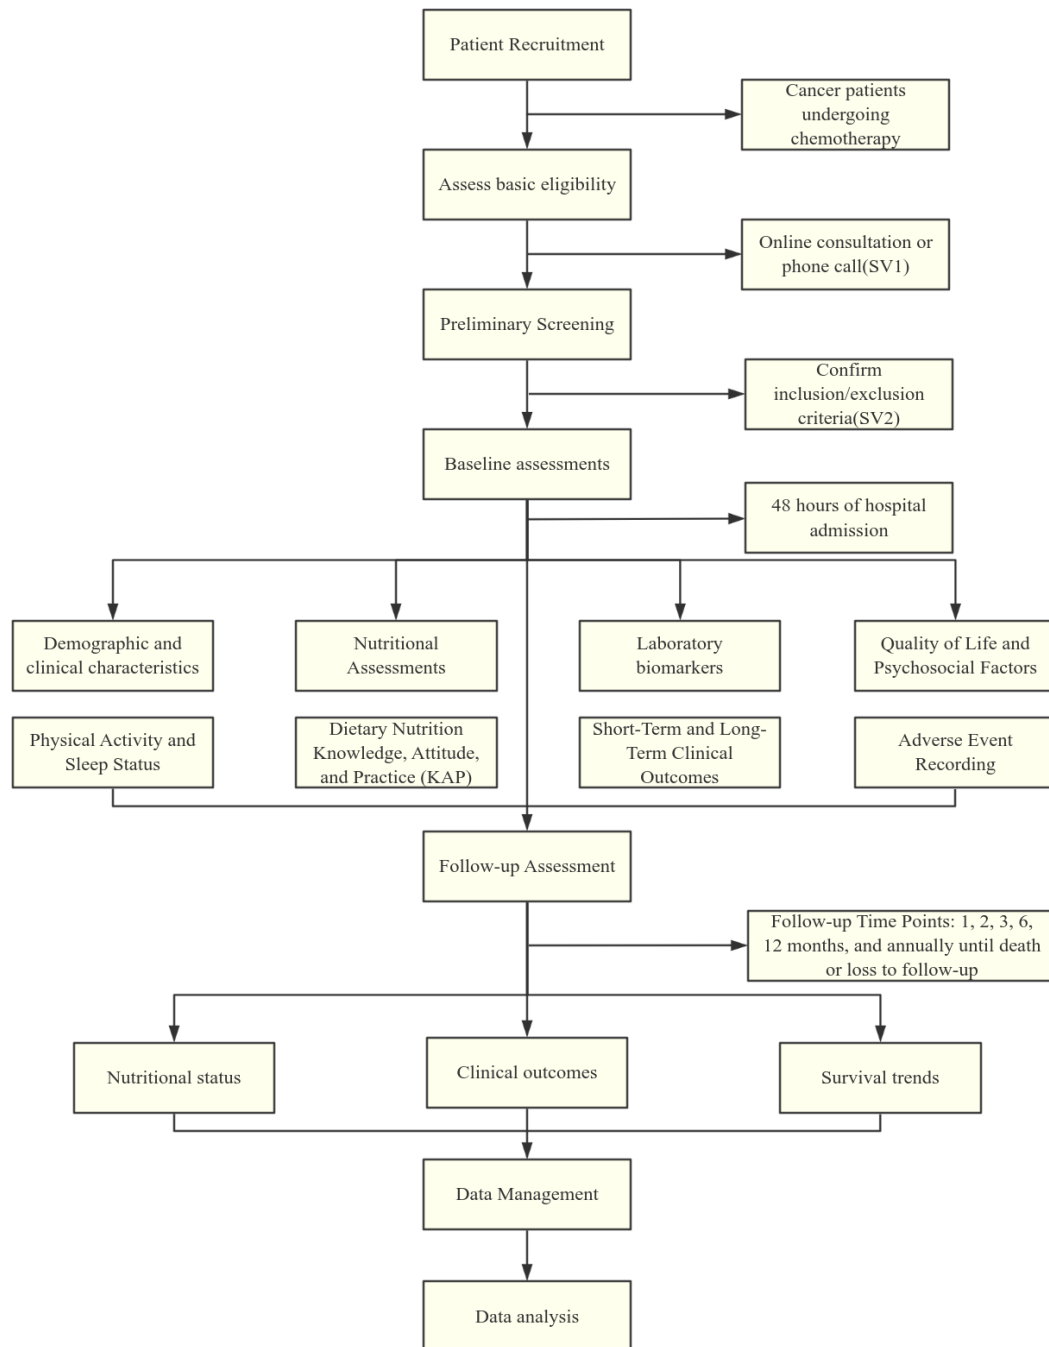 Patient Recruitment
Cancer patients
undergoing
chemotherapy
Assess basic eligibility
Online consultation or
phone call(SV1)
Preliminary Screening
Confirm
inclusion/exclusion
criteria(SV2)
Baseline assessments
48 hours of hospital
admission
Demographic and
clinical characteristics
Nutritional
Assessments
Laboratory
biomarkers
Quality of Life and
Psychosocial Factors
Physical Activity and
Sleep Status
Dietary Nutrition
Knowledge, Attitude,
and Practice (KAP)
Short-Term and Long-
Term Clinical
Outcomes
Adverse Event
Recording
Follow-up Assessment
Follow-up Time Points: 1, 2, 3, 6,
12 months, and annually until death
or loss to follow-up
Nutritional status
Clinical outcomes
Survival trends
Data Management
Data analysis